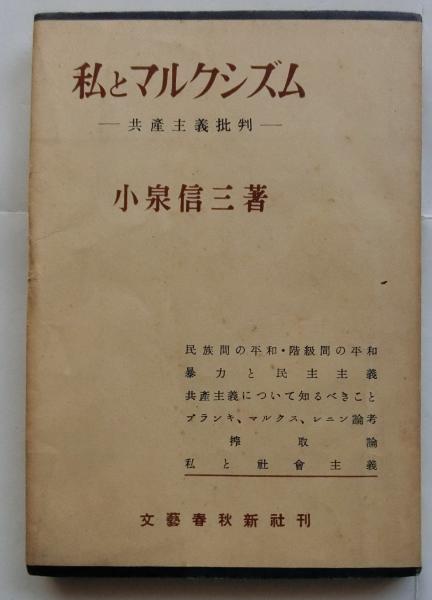 私とマルクシズム
―共産主義批判―
小泉信三著
民族間の平和・階級間の平和
暴力と民主主義
共産主義について知るべきこと
ブランキ、マルクス、レニン論考
搾取論
私と社會主義
文藝春秋新社刊